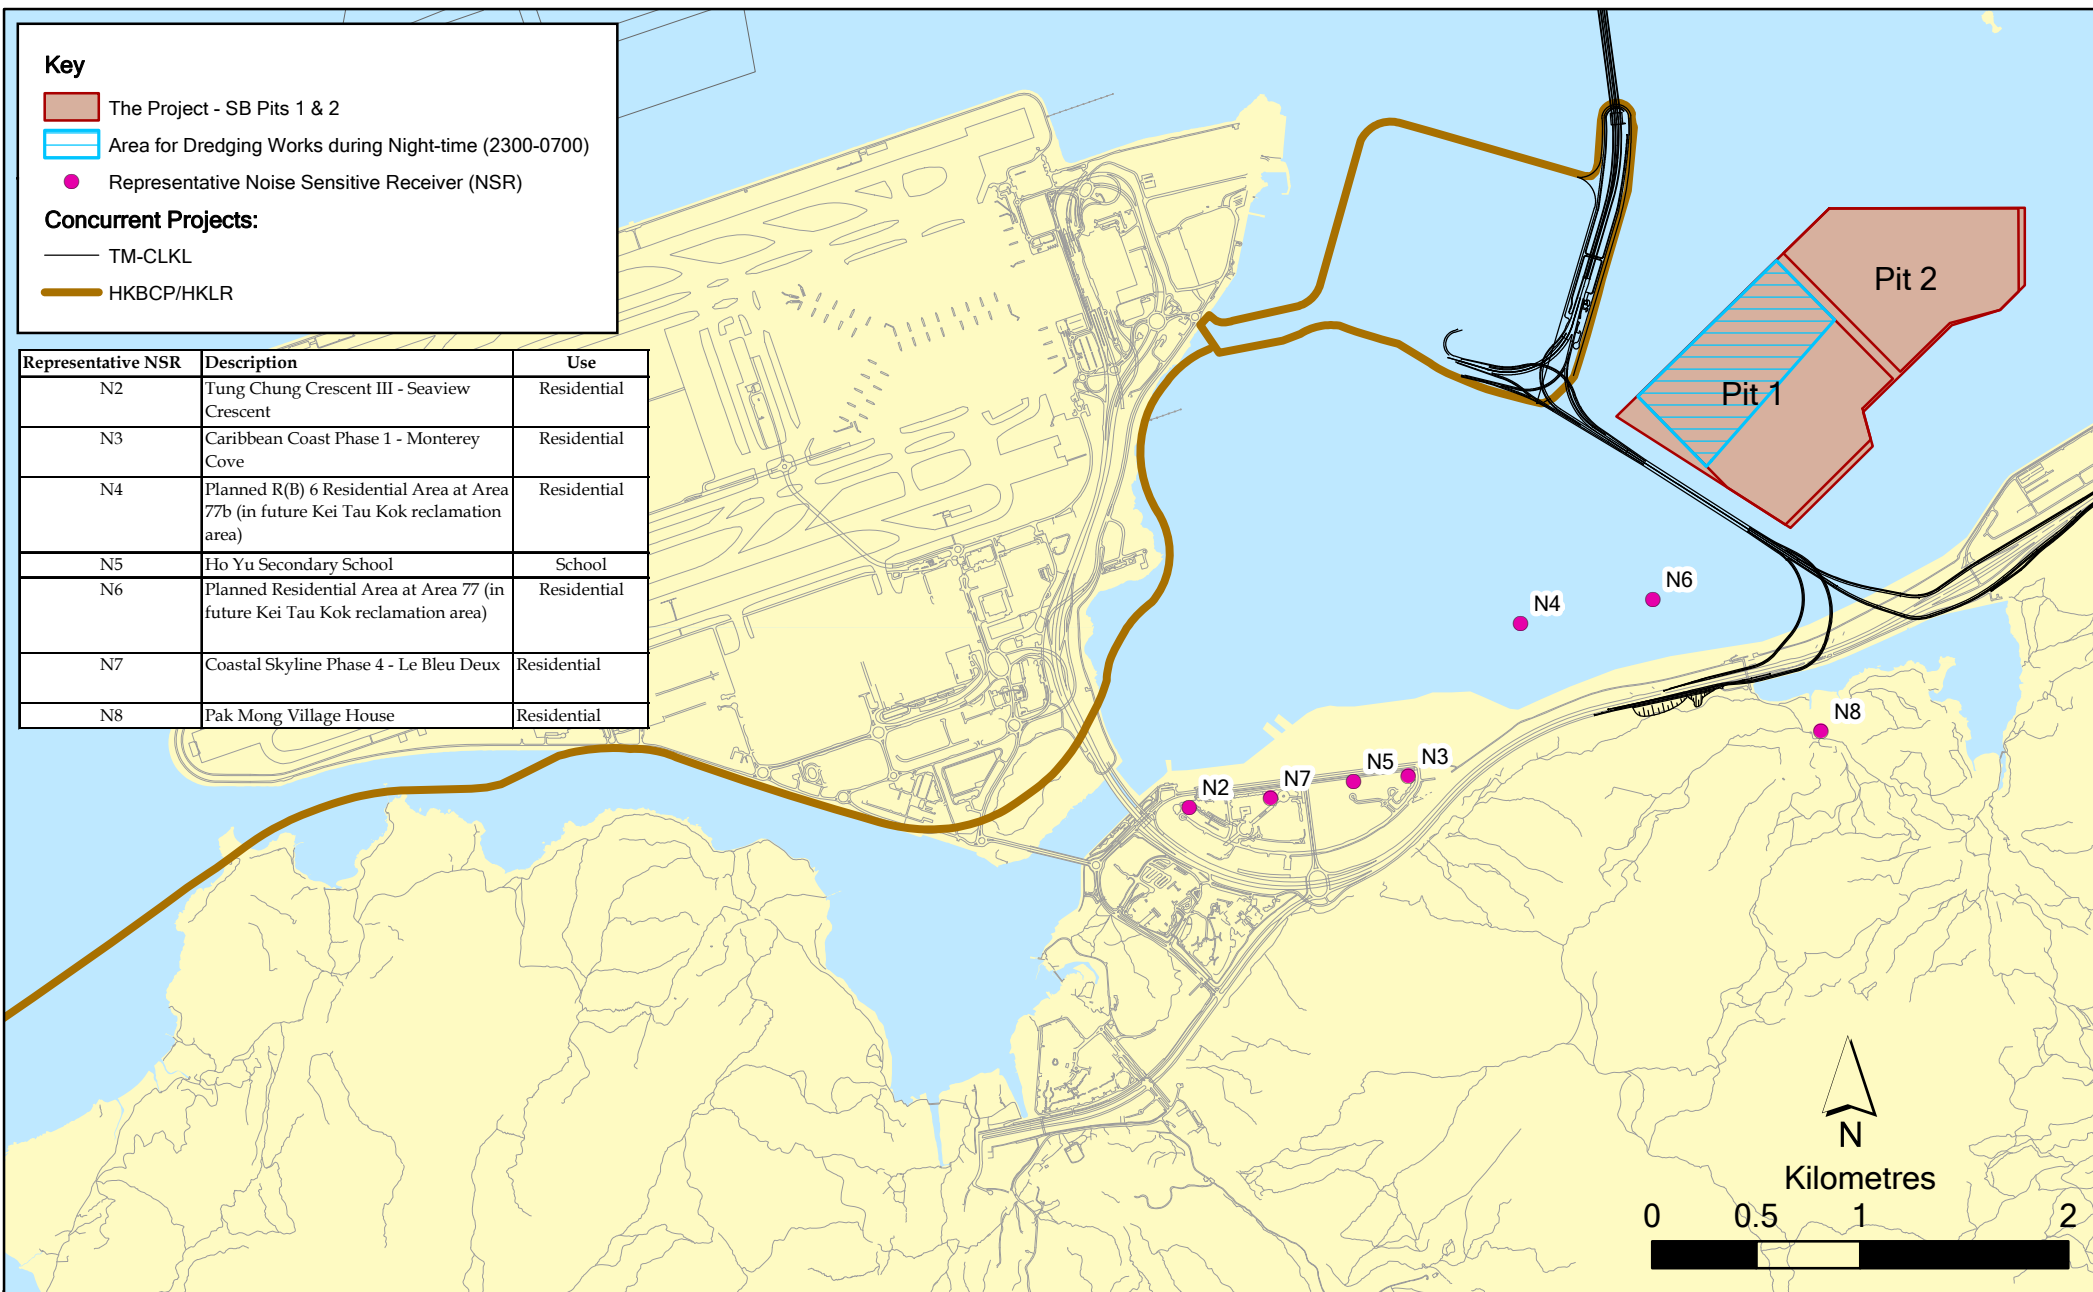 Key
The Project - SB Pits 1 & 2
Area for Dredging Works during Night-time (2300-0700)
Representative Noise Sensitive Receiver (NSR)
Concurrent Projects:
TM-CLKL
HKBCP/HKLR
Representative NSR Description Use
N2 Tung Chung Crescent III - Seaview Residential
Crescent
N3 Caribbean Coast Phase 1 - Monterey Residential
Cove
N4 Planned R(B) 6 Residential Area at Area Residential
77b (in future Kei Tau Kok reclamation
area)
N5 Ho Yu Secondary School School
N6 Planned Residential Area at Area 77 (in Residential
future Kei Tau Kok reclamation area)
N7 Coastal Skyline Phase 4 - Le Bleu Deux Residential
N8 Pak Mong Village House Residential
Pit 2
Pit 1
N6
N4
N8
N3
N5
N7
N2
N
Kilometres
0 0.5 1 2